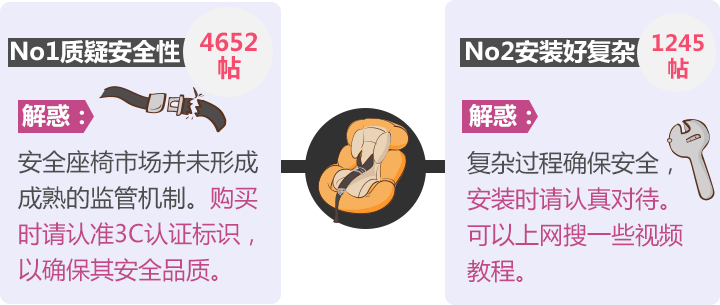 No1质疑安全性
4652
帖
解惑：
安全座椅市场并未形成
成熟的监管机制。购买
时请认准3C认证标识，
以确保其安全品质。
No2安装好复杂
1245
帖
解惑：
复杂过程确保安全，
安装时请认真对待。
可以上网搜一些视频
教程。